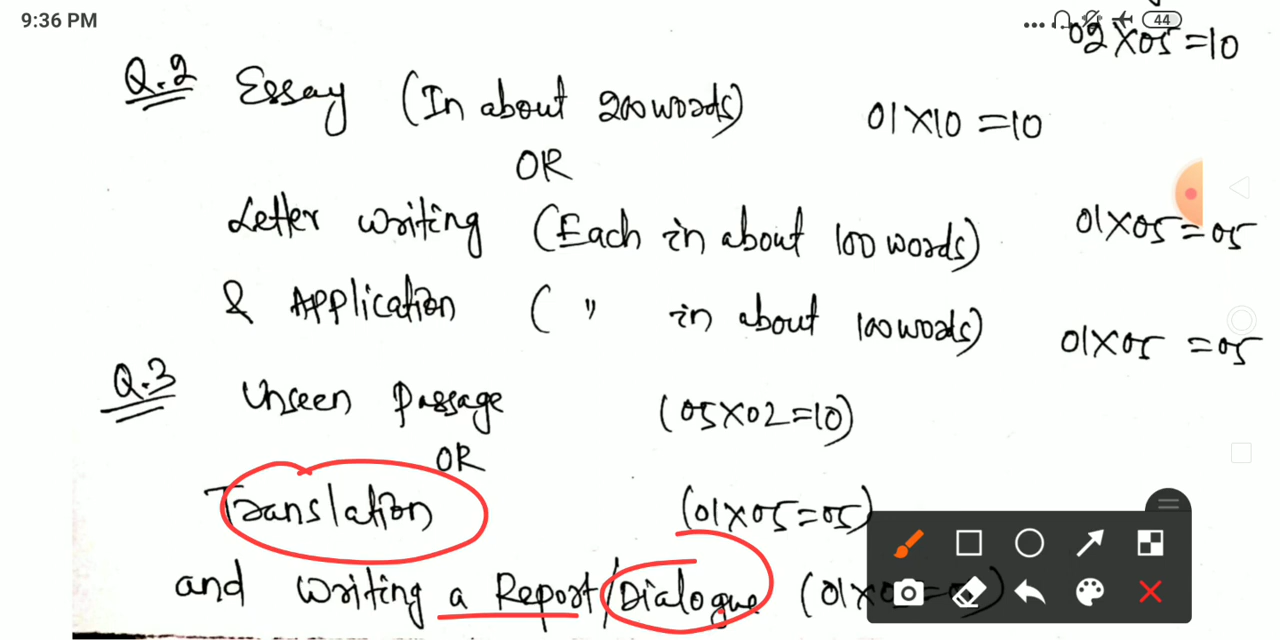 9:36 PM
44
02X05=10
Q.2 Essay (In about 200 words) 01X10=10
OR
Letter writing (Each in about 100 words) 01X05=05
& Application ( " in about 100 words) 01X05=05
Q.3 Unseen Passage (05X02=10)
OR
Translation (01X05=05)
and writing a Report/Dialogue